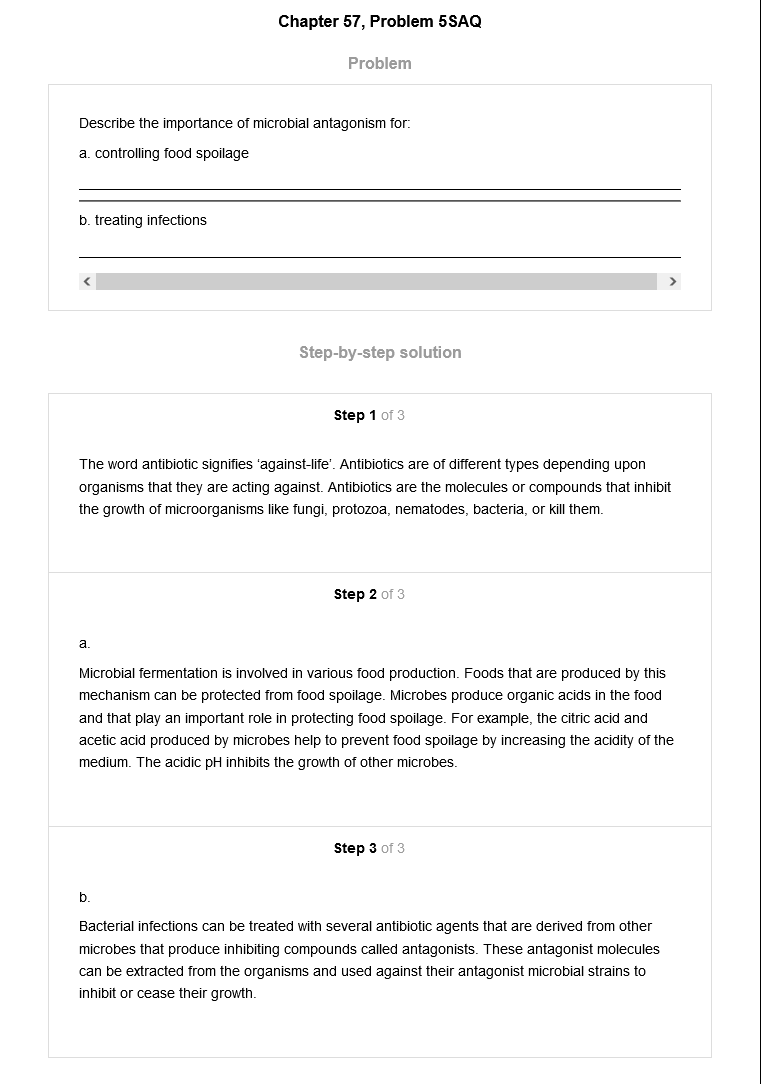 Chapter 57, Problem 5SAQ
Problem
Describe the importance of microbial antagonism for:
a. controlling food spoilage
b. treating infections
Step-by-step solution
Step 1 of 3
The word antibiotic signifies ‘against-life’. Antibiotics are of different types depending upon
organisms that they are acting against. Antibiotics are the molecules or compounds that inhibit
the growth of microorganisms like fungi, protozoa, nematodes, bacteria, or kill them.
Step 2 of 3
a.
Microbial fermentation is involved in various food production. Foods that are produced by this
mechanism can be protected from food spoilage. Microbes produce organic acids in the food
and that play an important role in protecting food spoilage. For example, the citric acid and
acetic acid produced by microbes help to prevent food spoilage by increasing the acidity of the
medium. The acidic pH inhibits the growth of other microbes.
Step 3 of 3
b.
Bacterial infections can be treated with several antibiotic agents that are derived from other
microbes that produce inhibiting compounds called antagonists. These antagonist molecules
can be extracted from the organisms and used against their antagonist microbial strains to
inhibit or cease their growth.